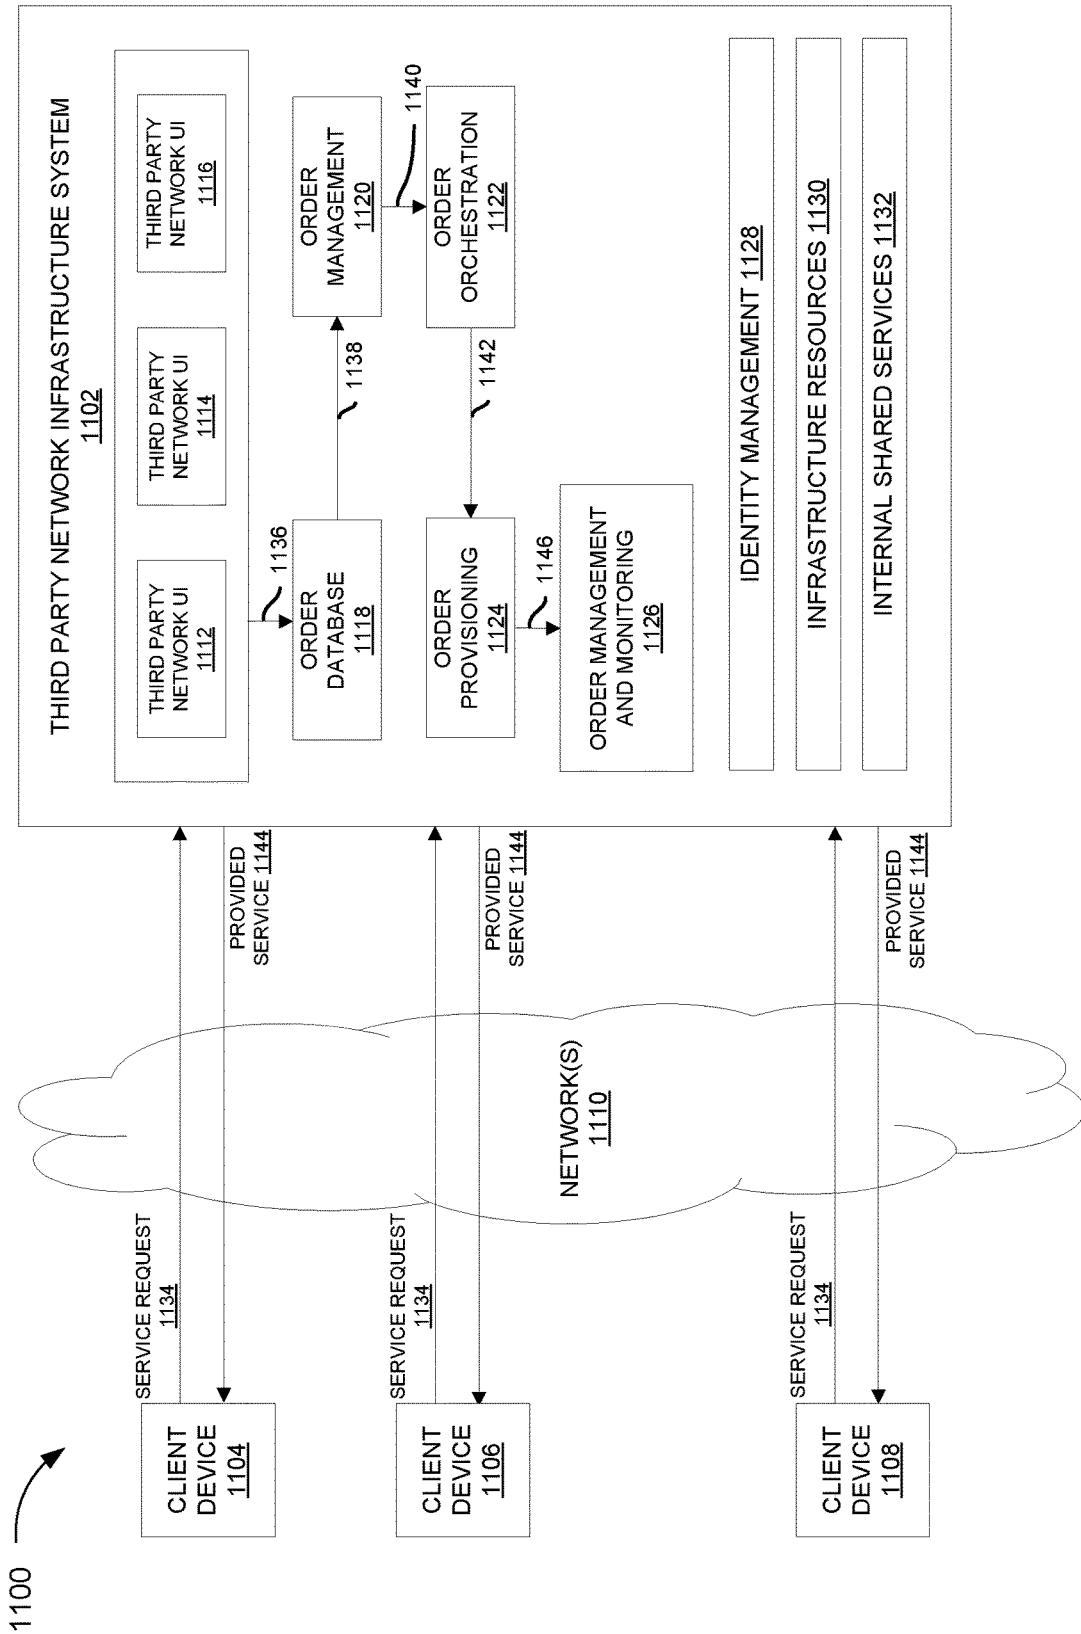 1100
CLIENT
DEVICE
1104
CLIENT
DEVICE
1106
CLIENT
DEVICE
1108
SERVICE REQUEST
1134
SERVICE REQUEST
1134
SERVICE REQUEST
1134
NETWORK(S)
1110
PROVIDED
SERVICE 1144
PROVIDED
SERVICE 1144
PROVIDED
SERVICE 1144
THIRD PARTY NETWORK INFRASTRUCTURE SYSTEM
1102
THIRD PARTY
NETWORK UI
1112
THIRD PARTY
NETWORK UI
1114
THIRD PARTY
NETWORK UI
1116
1136
ORDER
DATABASE
1118
1138
ORDER
MANAGEMENT
1120
1140
ORDER
ORCHESTRATION
1122
1142
ORDER
PROVISIONING
1124
1146
ORDER MANAGEMENT
AND MONITORING
1126
IDENTITY MANAGEMENT 1128
INFRASTRUCTURE RESOURCES 1130
INTERNAL SHARED SERVICES 1132